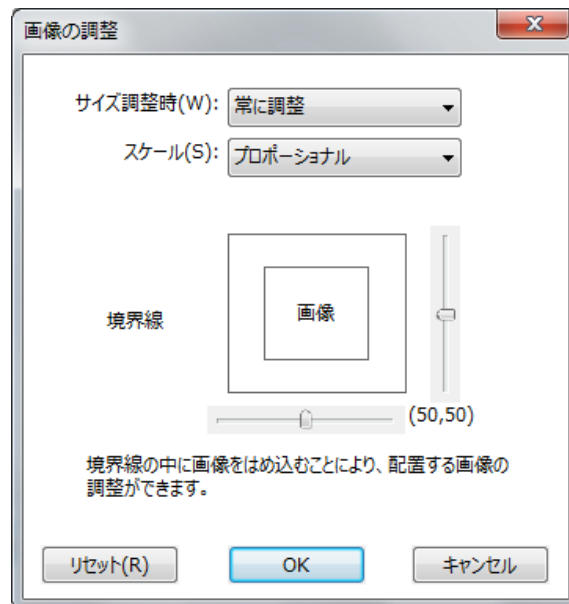 画像の調整
サイズ調整時(W): 常に調整
スケール(S): プロポーショナル
画像
境界線
(50,50)
境界線の中に画像をはめ込むことにより、配置する画像の
調整ができます。
リセット(R) OK キャンセル